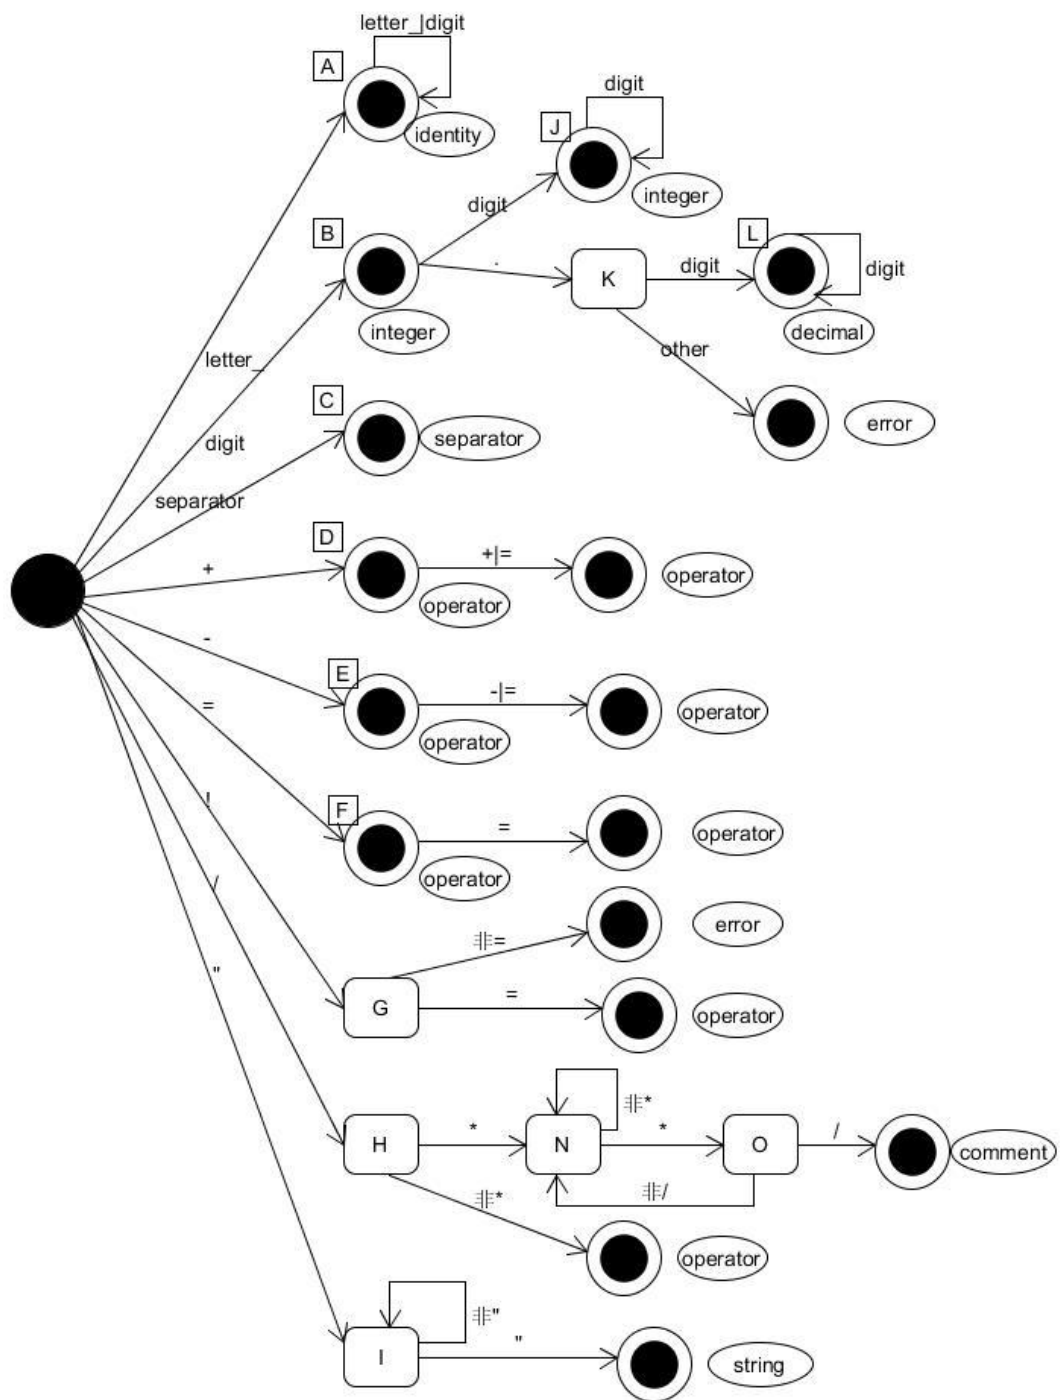 letter_|digit
A
identity
digit
J
integer
digit
B
integer
.
K
digit
L
digit
decimal
other
error
letter_
digit
C
separator
separator
+
D
operator
+|=
operator
-
E
operator
-|=
operator
=
F
operator
=
operator
!
G
非=
error
=
operator
/
H
*
N
非*
*
O
/
comment
非/
非*
operator
"
I
非"
"
string